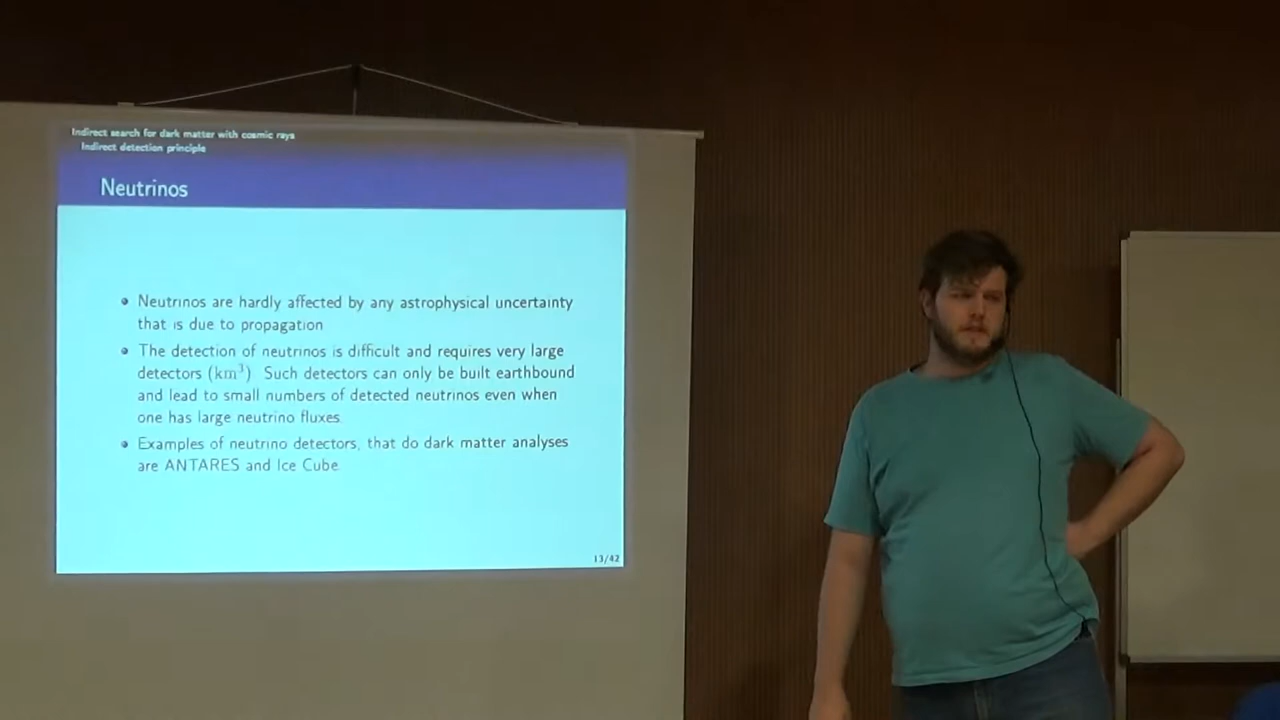 Indirect search for dark matter with cosmic rays
Indirect detection principle
Neutrinos
• Neutrinos are hardly affected by any astrophysical uncertainty
that is due to propagation
• The detection of neutrinos is difficult and requires very large
detectors (km³) Such detectors can only be built earthbound
and lead to small numbers of detected neutrinos even when
one has large neutrino fluxes.
• Examples of neutrino detectors, that do dark matter analyses
are ANTARES and Ice Cube
13/42